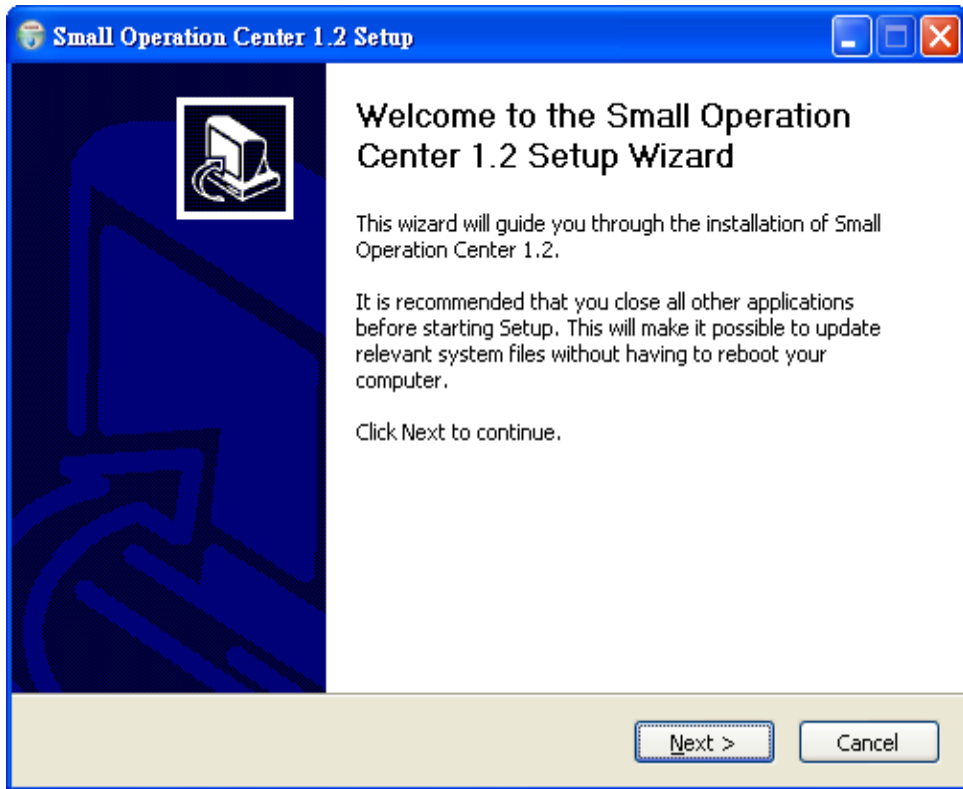 Small Operation Center 1.2 Setup
Welcome to the Small Operation
Center 1.2 Setup Wizard
This wizard will guide you through the installation of Small
Operation Center 1.2.
It is recommended that you close all other applications
before starting Setup. This will make it possible to update
relevant system files without having to reboot your
computer.
Click Next to continue.
Next >
Cancel